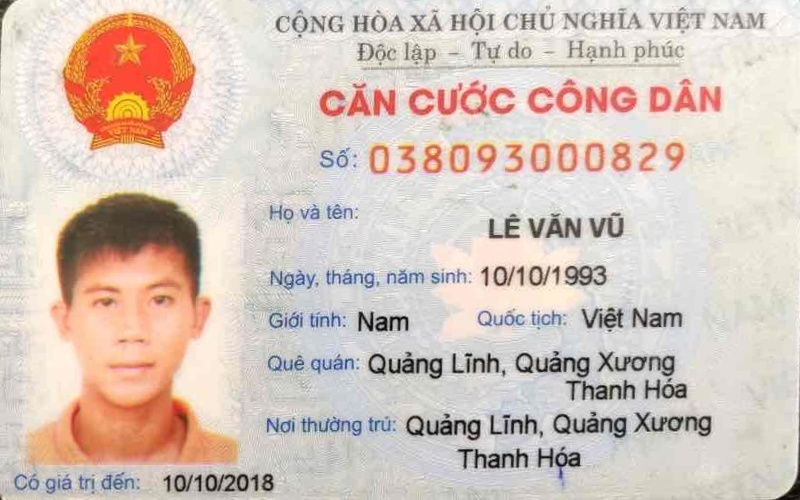 CỘNG HÒA XÃ HỘI CHỦ NGHĨA VIỆT NAM
Độc lập - Tự do - Hạnh phúc
CĂN CƯỚC CÔNG DÂN
Số: 038093000829
Họ và tên:
LÊ VĂN VŨ
Ngày, tháng, năm sinh: 10/10/1993
Giới tính: Nam Quốc tịch: Việt Nam
Quê quán: Quảng Lĩnh, Quảng Xương
Thanh Hóa
Nơi thường trú: Quảng Lĩnh, Quảng Xương
Thanh Hóa
Có giá trị đến: 10/10/2018
VIỆT NAM